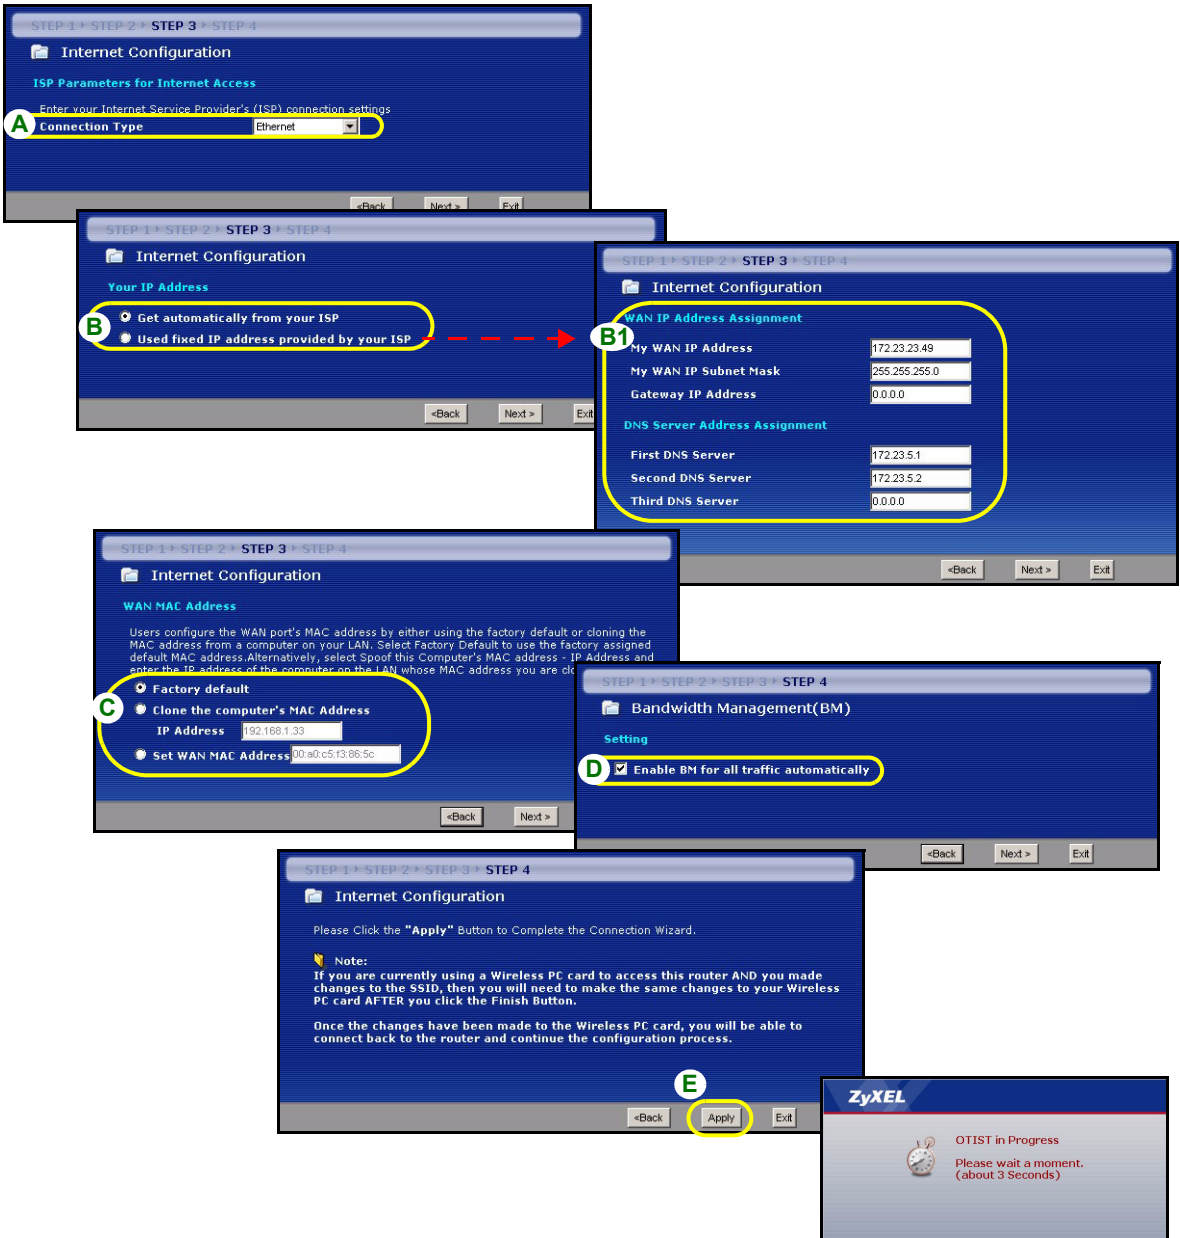 STEP 1 STEP 2 STEP 3 STEP 4
Internet Configuration
ISP Parameters for Internet Access
Enter your Internet Service Provider's (ISP) connection settings
A
Connection Type Ethernet
<Back Next > Exit
STEP 1 STEP 2 STEP 3 STEP 4
Internet Configuration
Your IP Address
B
Get automatically from your ISP
Used fixed IP address provided by your ISP
<Back Next > Exit
STEP 1 STEP 2 STEP 3 STEP 4
Internet Configuration
WAN IP Address Assignment
B1
My WAN IP Address 172.23.23.49
My WAN IP Subnet Mask 255.255.255.0
Gateway IP Address 0.0.0.0
DNS Server Address Assignment
First DNS Server 172.23.5.1
Second DNS Server 172.23.5.2
Third DNS Server 0.0.0.0
<Back Next > Exit
STEP 1 STEP 2 STEP 3 STEP 4
Internet Configuration
WAN MAC Address
Users configure the WAN port's MAC address by either using the factory default or cloning the
MAC address from a computer on your LAN. Select Factory Default to use the factory assigned
default MAC address.Alternatively, select Spoof this Computer's MAC address - IP Address and
enter the IP address of the computer on the LAN whose MAC address you are clo
C
Factory default
Clone the computer's MAC Address
IP Address 192.168.1.33
Set WAN MAC Address 00:a0:c5:f3:86:5c
<Back Next >
STEP 1 STEP 2 STEP 3 STEP 4
Bandwidth Management(BM)
Setting
D
Enable BM for all traffic automatically
<Back Next > Exit
STEP 1 STEP 2 STEP 3 STEP 4
Internet Configuration
Please Click the "Apply" Button to Complete the Connection Wizard.
Note:
If you are currently using a Wireless PC card to access this router AND you made
changes to the SSID, then you will need to make the same changes to your Wireless
PC card AFTER you click the Finish Button.
Once the changes have been made to the Wireless PC card, you will be able to
connect back to the router and continue the configuration process.
E
<Back Apply Exit
ZyXEL
OTIST in Progress
Please wait a moment.
(about 3 Seconds)